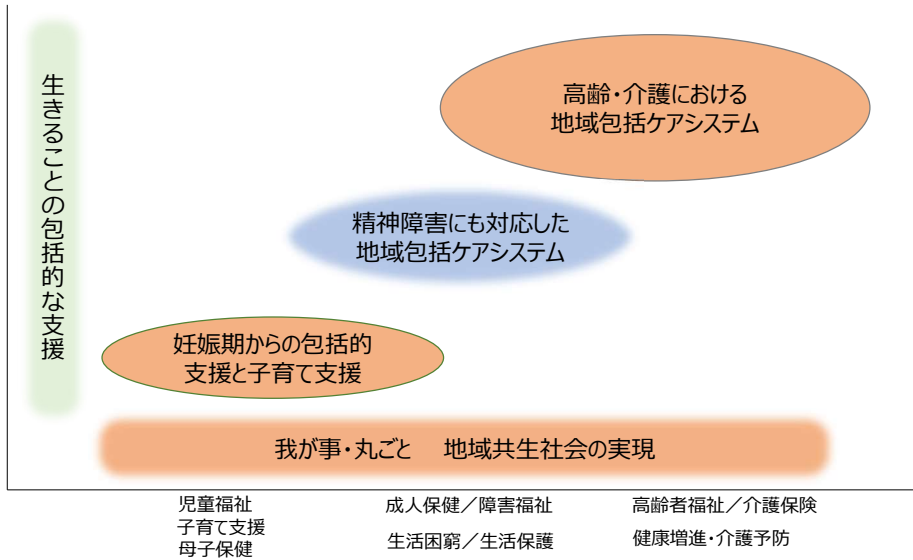 生きることの包括的な支援
高齢・介護における
地域包括ケアシステム
精神障害にも対応した
地域包括ケアシステム
妊娠期からの包括的
支援と子育て支援
我が事・丸ごと　地域共生社会の実現
児童福祉
子育て支援
母子保健
成人保健／障害福祉
生活困窮／生活保護
高齢者福祉／介護保険
健康増進・介護予防